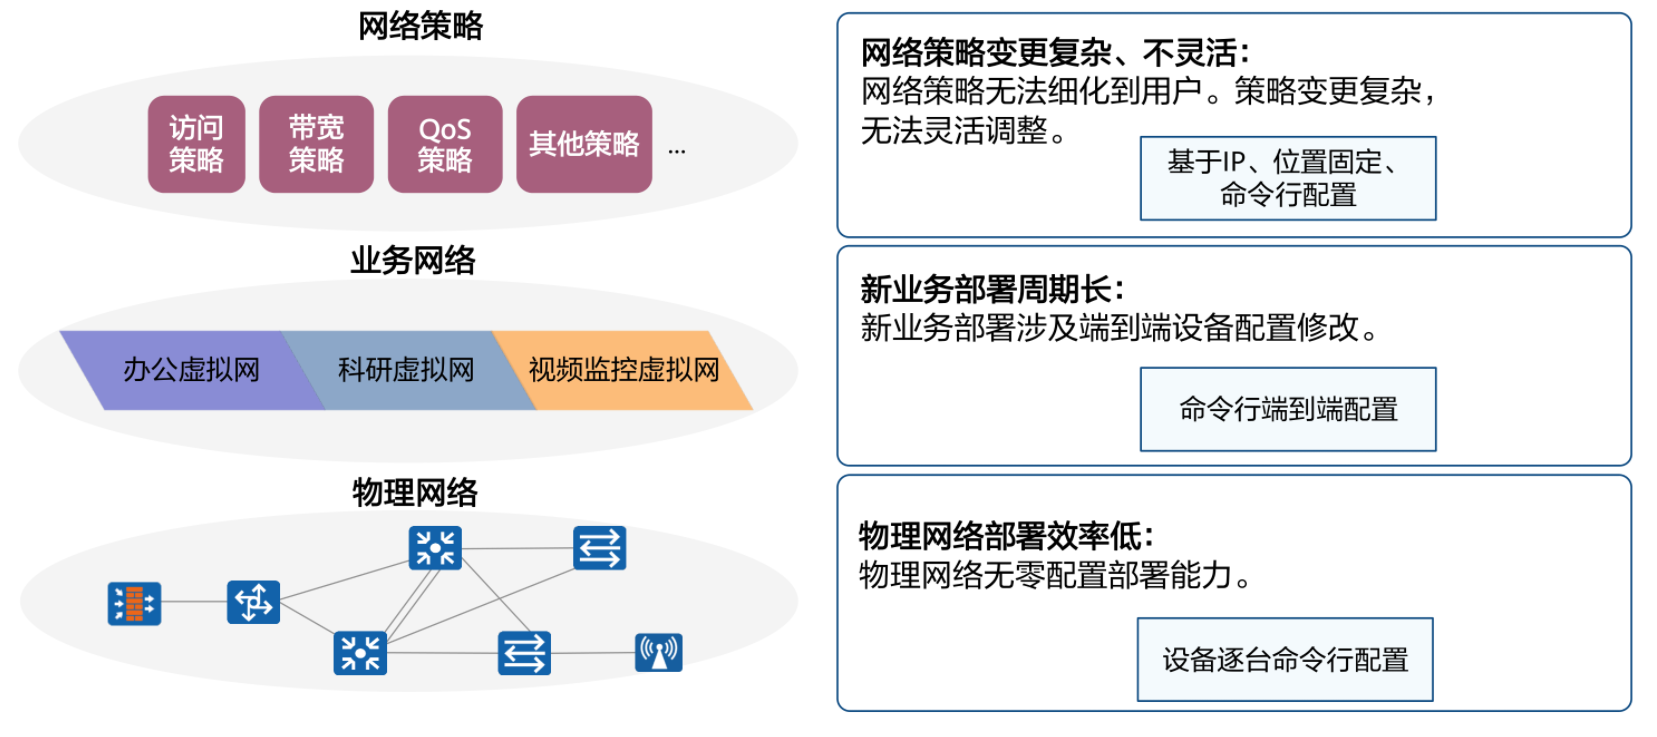 网络策略
访问
策略
带宽
策略
QoS
策略
其他策略
...
网络策略变更复杂、不灵活：
网络策略无法细化到用户。策略变更复杂，
无法灵活调整。
基于IP、位置固定、
命令行配置
业务网络
办公虚拟网
科研虚拟网
视频监控虚拟网
新业务部署周期长：
新业务部署涉及端到端设备配置修改。
命令行端到端配置
物理网络
物理网络部署效率低：
物理网络无零配置部署能力。
设备逐台命令行配置